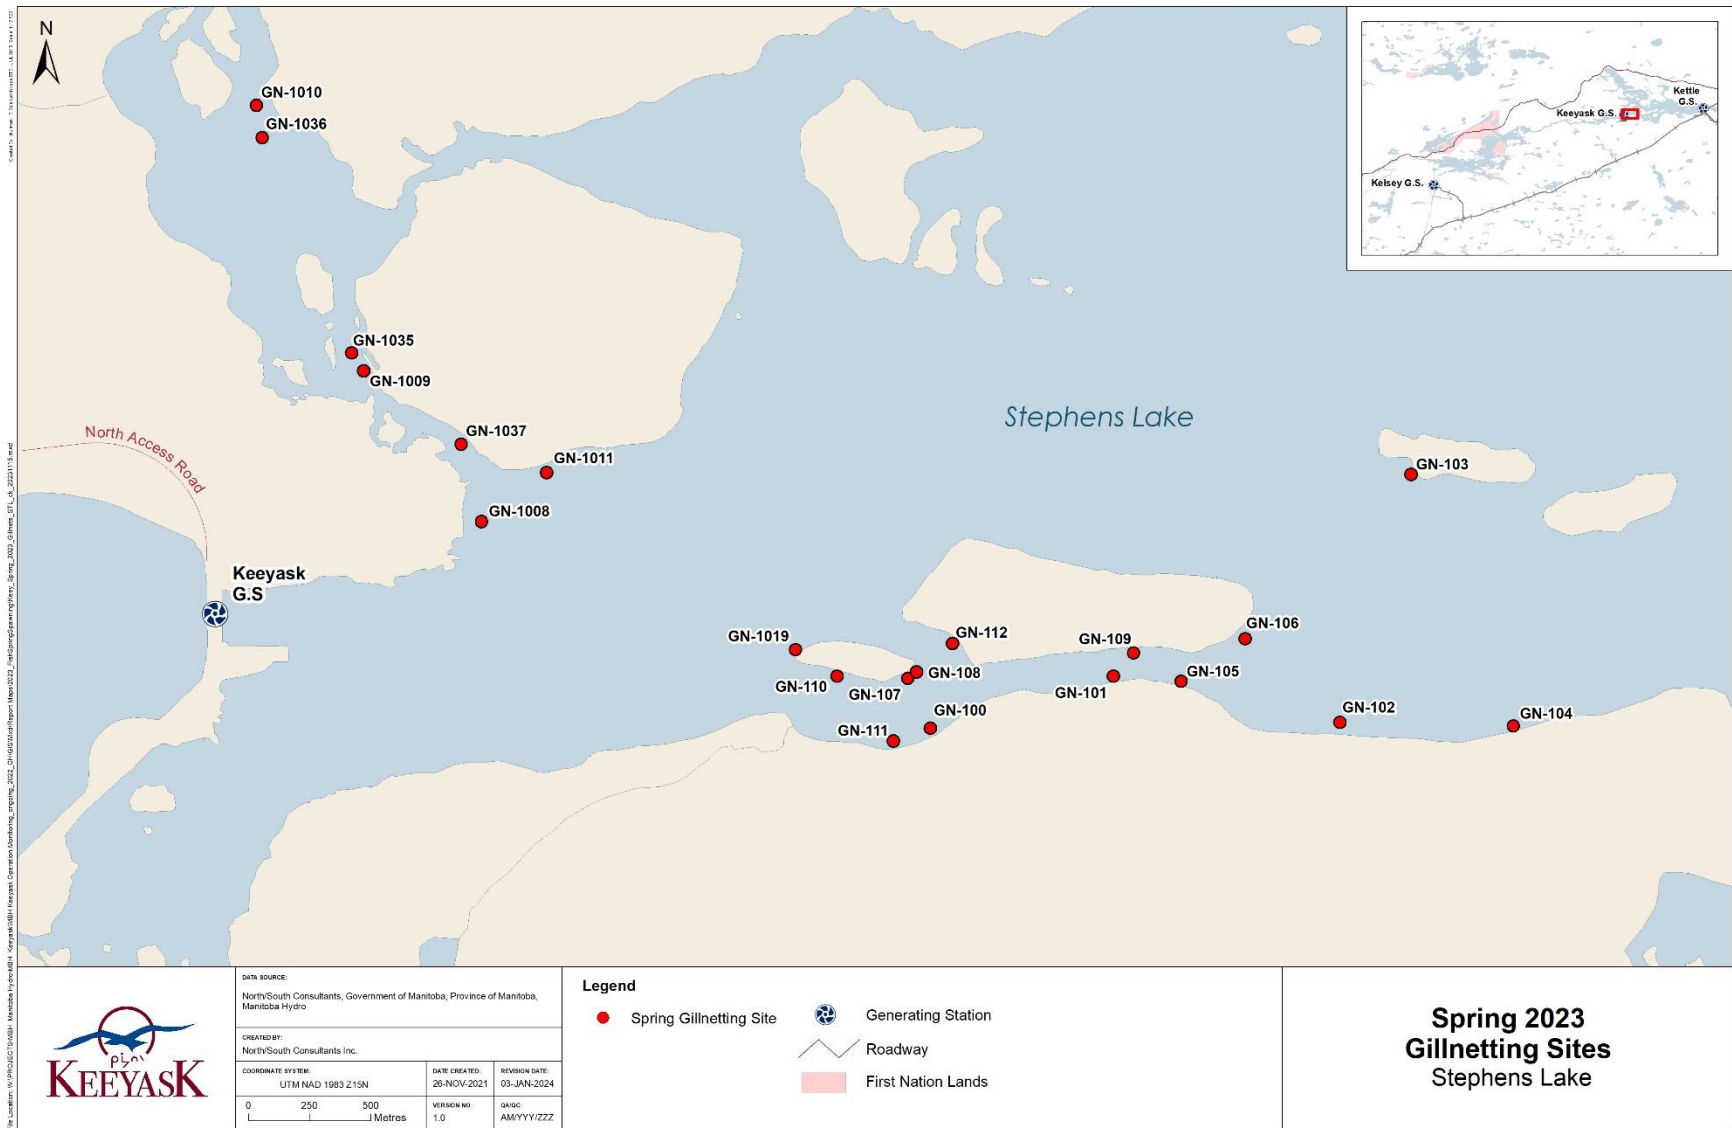 N
GN-1010
GN-1036
Kettle
G.S.
Keeyask G.S.
Kelsey G.S.
GN-1035
GN-1009
North Access Road
GN-1037
GN-1011
Stephens Lake
GN-103
GN-1008
Keeyask
G.S
GN-1019
GN-112
GN-109
GN-106
GN-110
GN-107
GN-108
GN-101
GN-105
GN-100
GN-111
GN-102
GN-104
KEEYASK
DATA SOURCE:
North/South Consultants, Government of Manitoba, Province of Manitoba,
Manitoba Hydro
CREATED BY:
North/South Consultants Inc.
COORDINATE SYSTEM:
UTM NAD 1983 Z15N
DATE CREATED:
26-NOV-2021
REVISION DATE:
03-JAN-2024
0 250 500
Metres
VERSION NO:
1.0
QA/QC:
AM/YYY/ZZZ
Legend
Spring Gillnetting Site
Generating Station
Roadway
First Nation Lands
Spring 2023
Gillnetting Sites
Stephens Lake